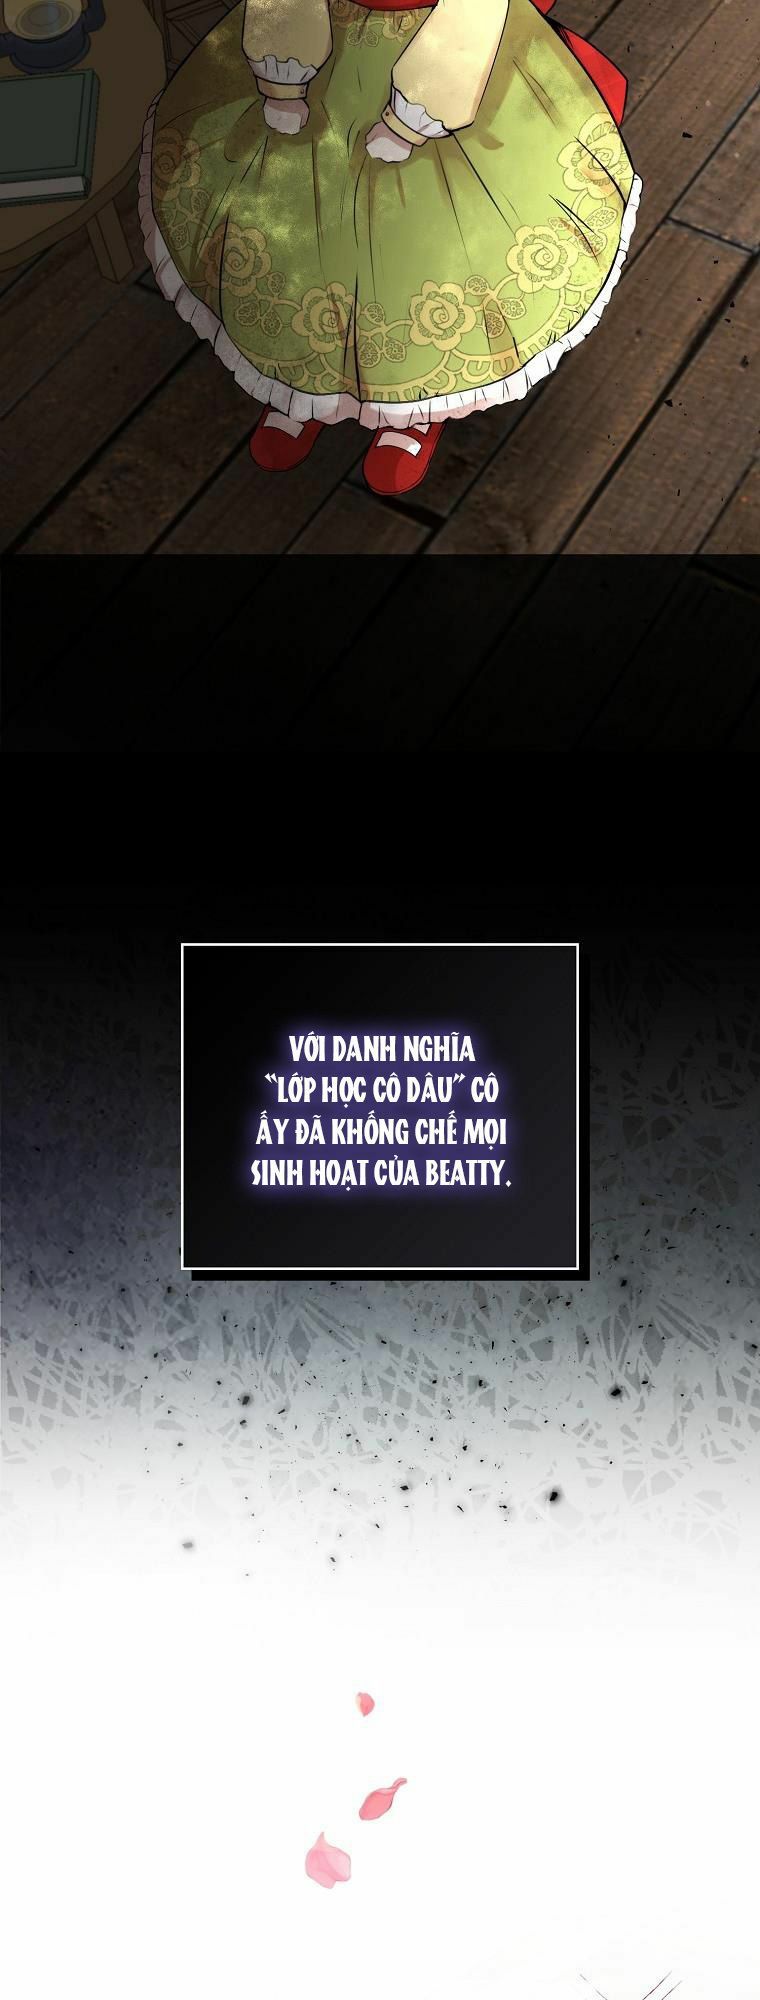 VỚI DANH NGHĨA
“LỚP HỌC CÔ DÂU” CÔ
ẤY ĐÃ KHỐNG CHẾ MỌI
SINH HOẠT CỦA BEATTY.